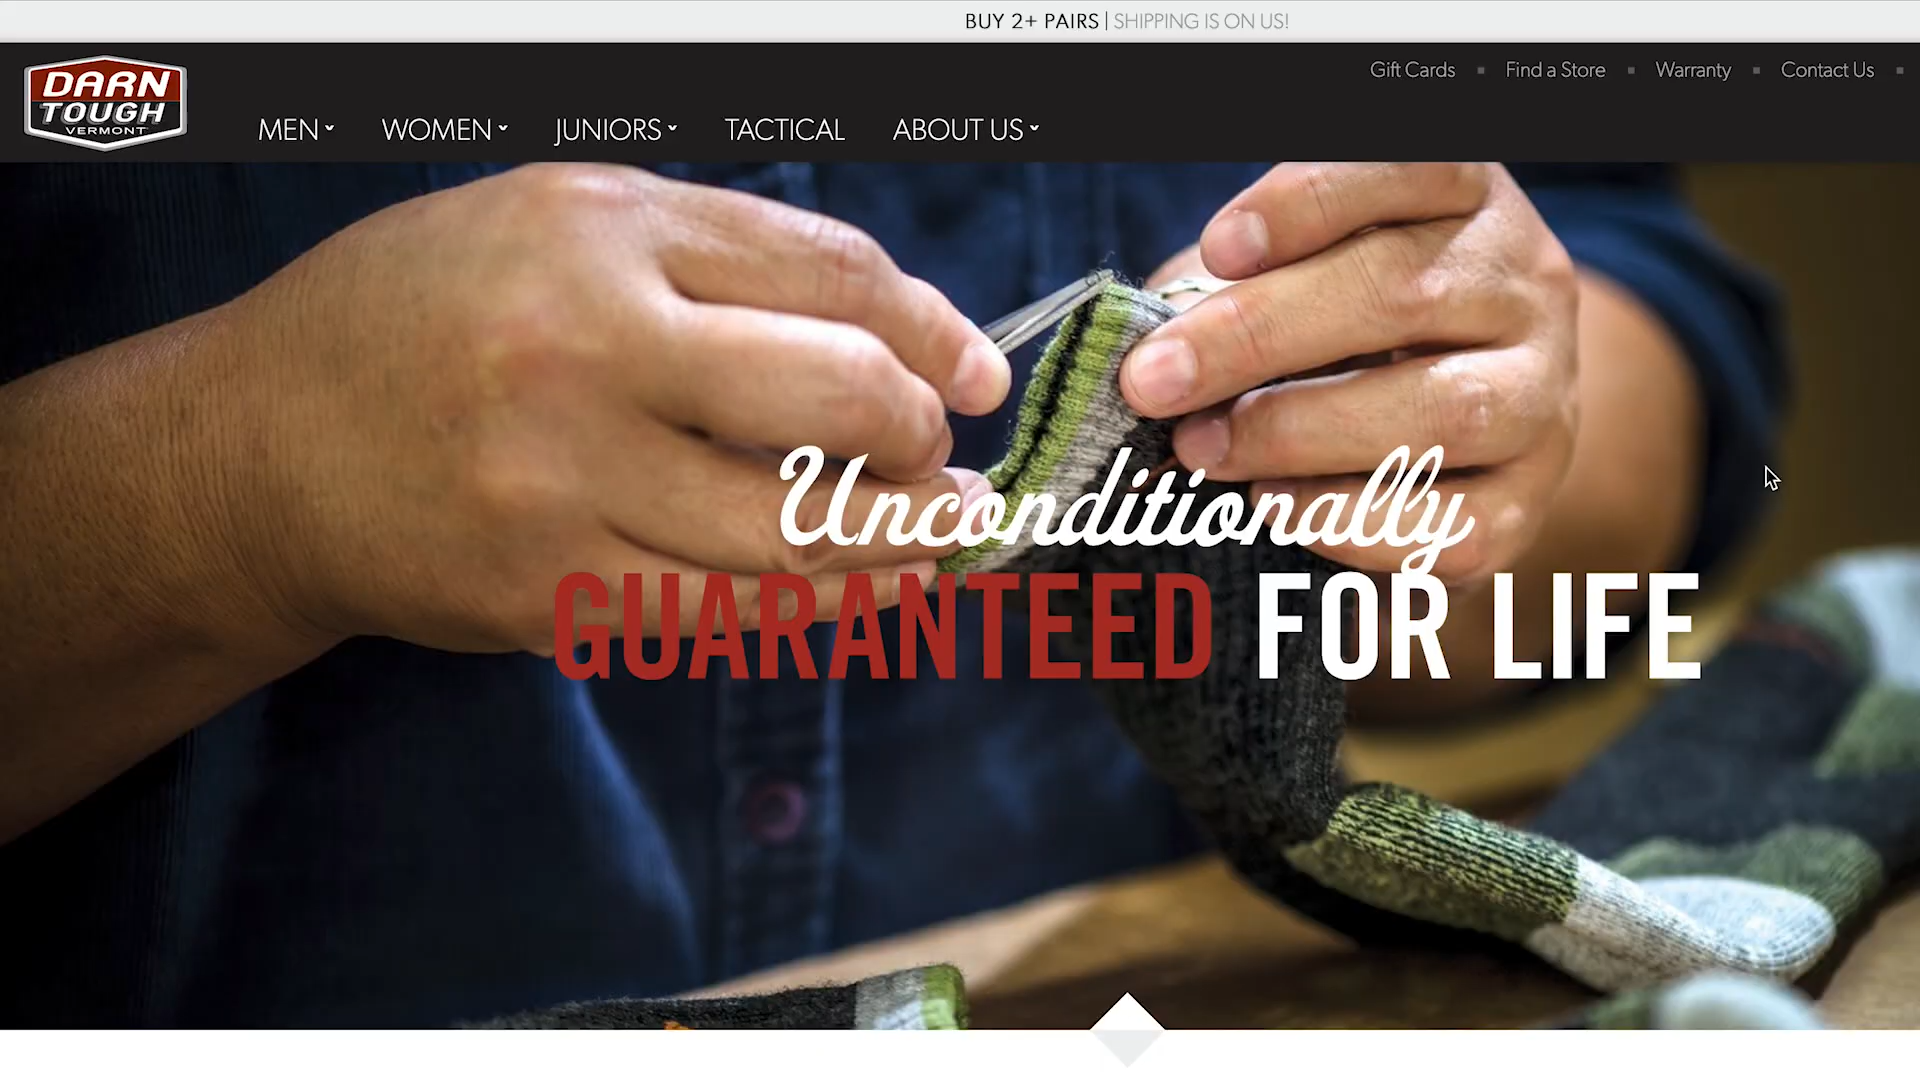 BUY 2+ PAIRS | SHIPPING IS ON US!
Gift Cards Find a Store Warranty Contact Us
DARN
TOUGH
VERMONT
MEN WOMEN JUNIORS TACTICAL ABOUT US
Unconditionally
GUARANTEED FOR LIFE